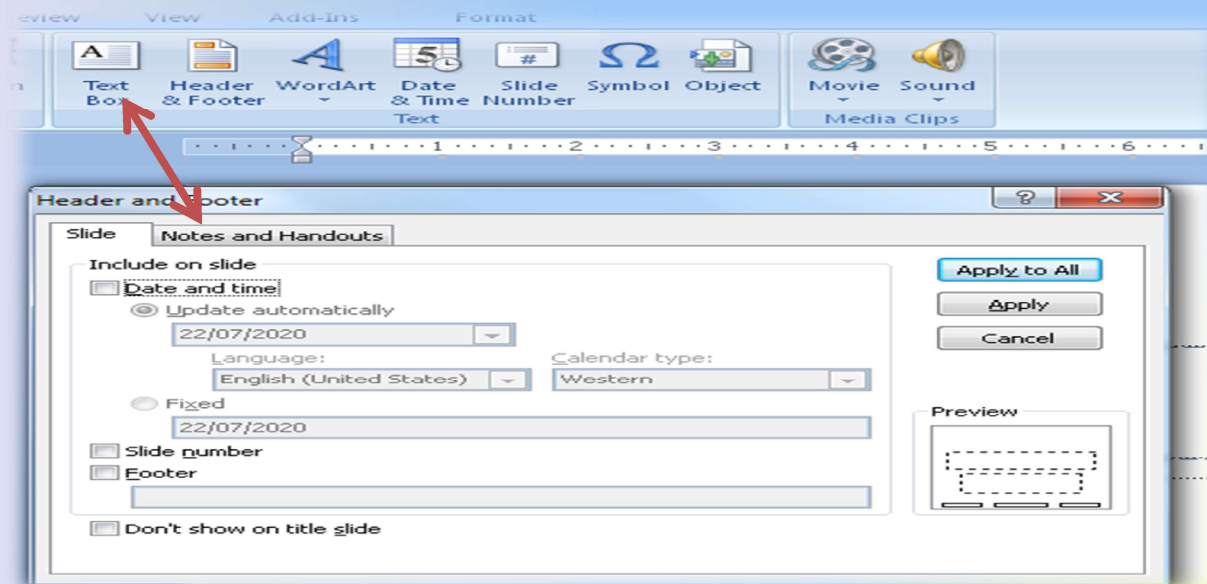 eview View Add-Ins Format
A 5 #
Text Header WordArt Date Slide Symbol Object Movie Sound
Box & Footer & Time Number
Text Media Clips
1 2 3 4 5 6
Header and Footer ?
Slide Notes and Handouts
Include on slide
Date and time
Update automatically
22/07/2020
Language: Calendar type:
English (United States) Western
Fixed
22/07/2020
Slide number
Footer
Don't show on title slide
Apply to All
Apply
Cancel
Preview